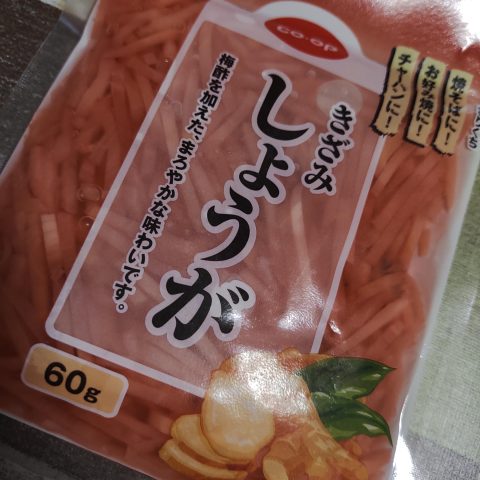 CO・OP
きざみ
しょうが
梅酢を加えた、まろやかな味わいです。
焼そばに!
お好み焼に!
チャーハンに!
60g